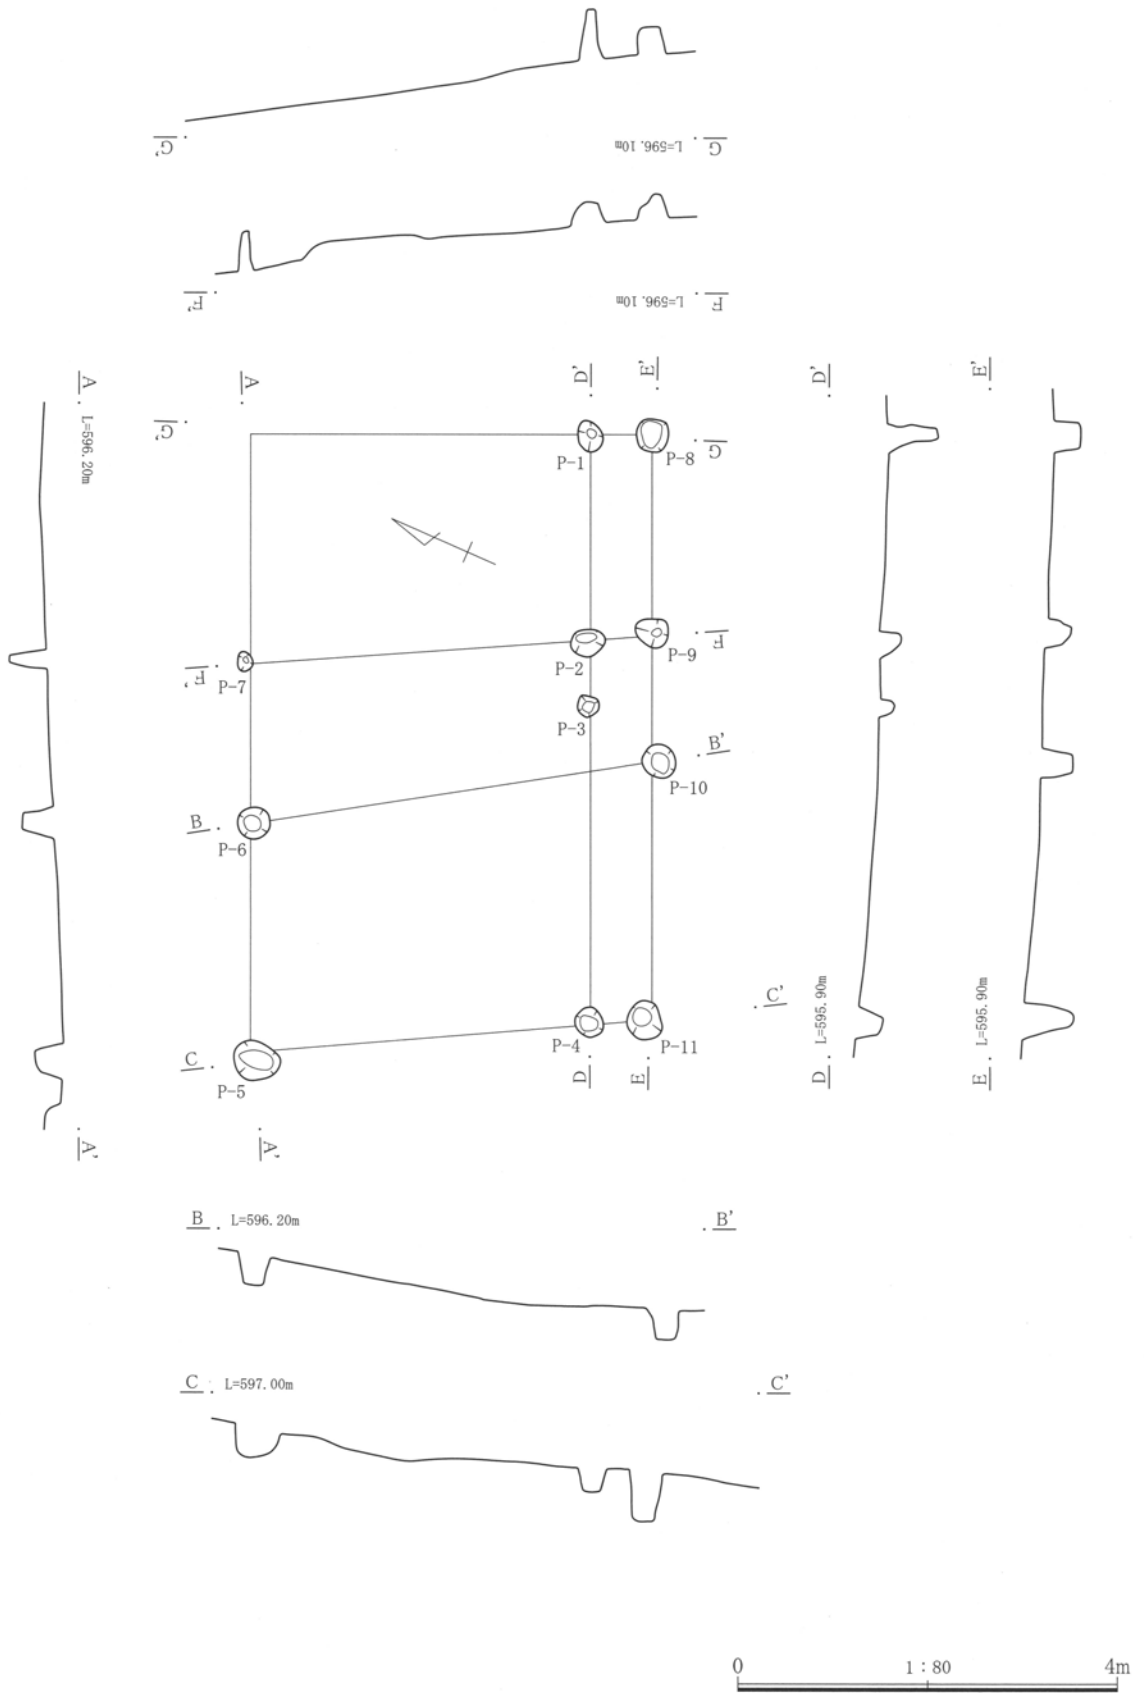 G'
L=596.10m
G
F'
L=596.10m
F
A
L=596.20m
A
D'
E'
D'
E'
G'
P-1
P-8
G
F'
P-7
P-2
P-9
F
P-3
B
P-6
P-10
B'
C
P-5
P-4
P-11
C'
D
E
D
L=595.90m
E
L=595.90m
A'
A'
B
L=596.20m
B'
C
L=597.00m
C'
0
1:80
4m